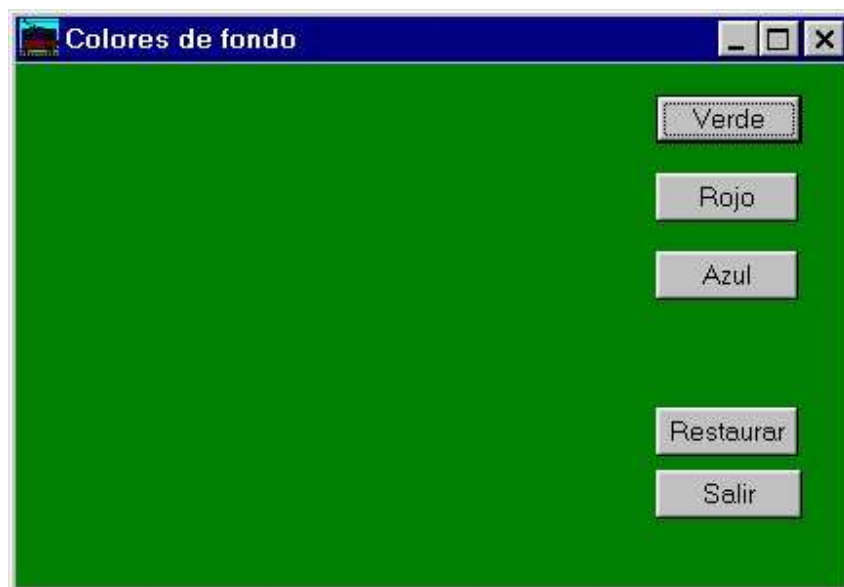 Colores de fondo
Verde
Rojo
Azul
Restaurar
Salir